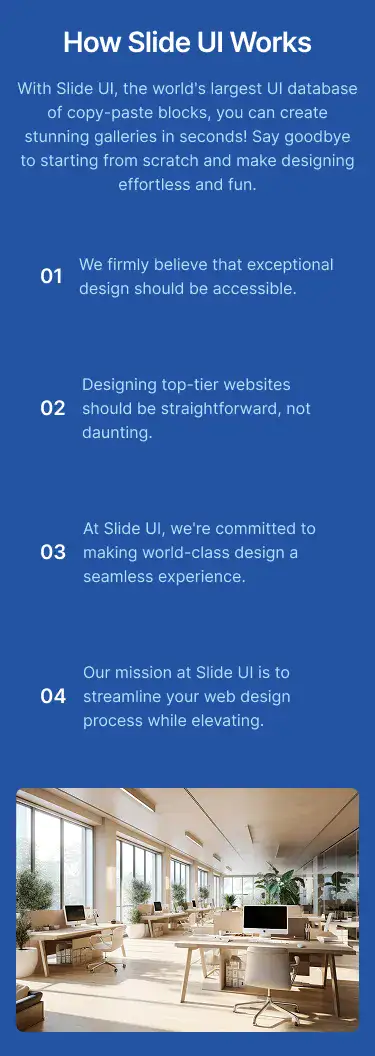 How Slide UI Works
With Slide UI, the world's largest UI database
of copy-paste blocks, you can create
stunning galleries in seconds! Say goodbye
to starting from scratch and make designing
effortless and fun.
01
We firmly believe that exceptional
design should be accessible.
02
Designing top-tier websites
should be straightforward, not
daunting.
03
At Slide UI, we're committed to
making world-class design a
seamless experience.
04
Our mission at Slide UI is to
streamline your web design
process while elevating.